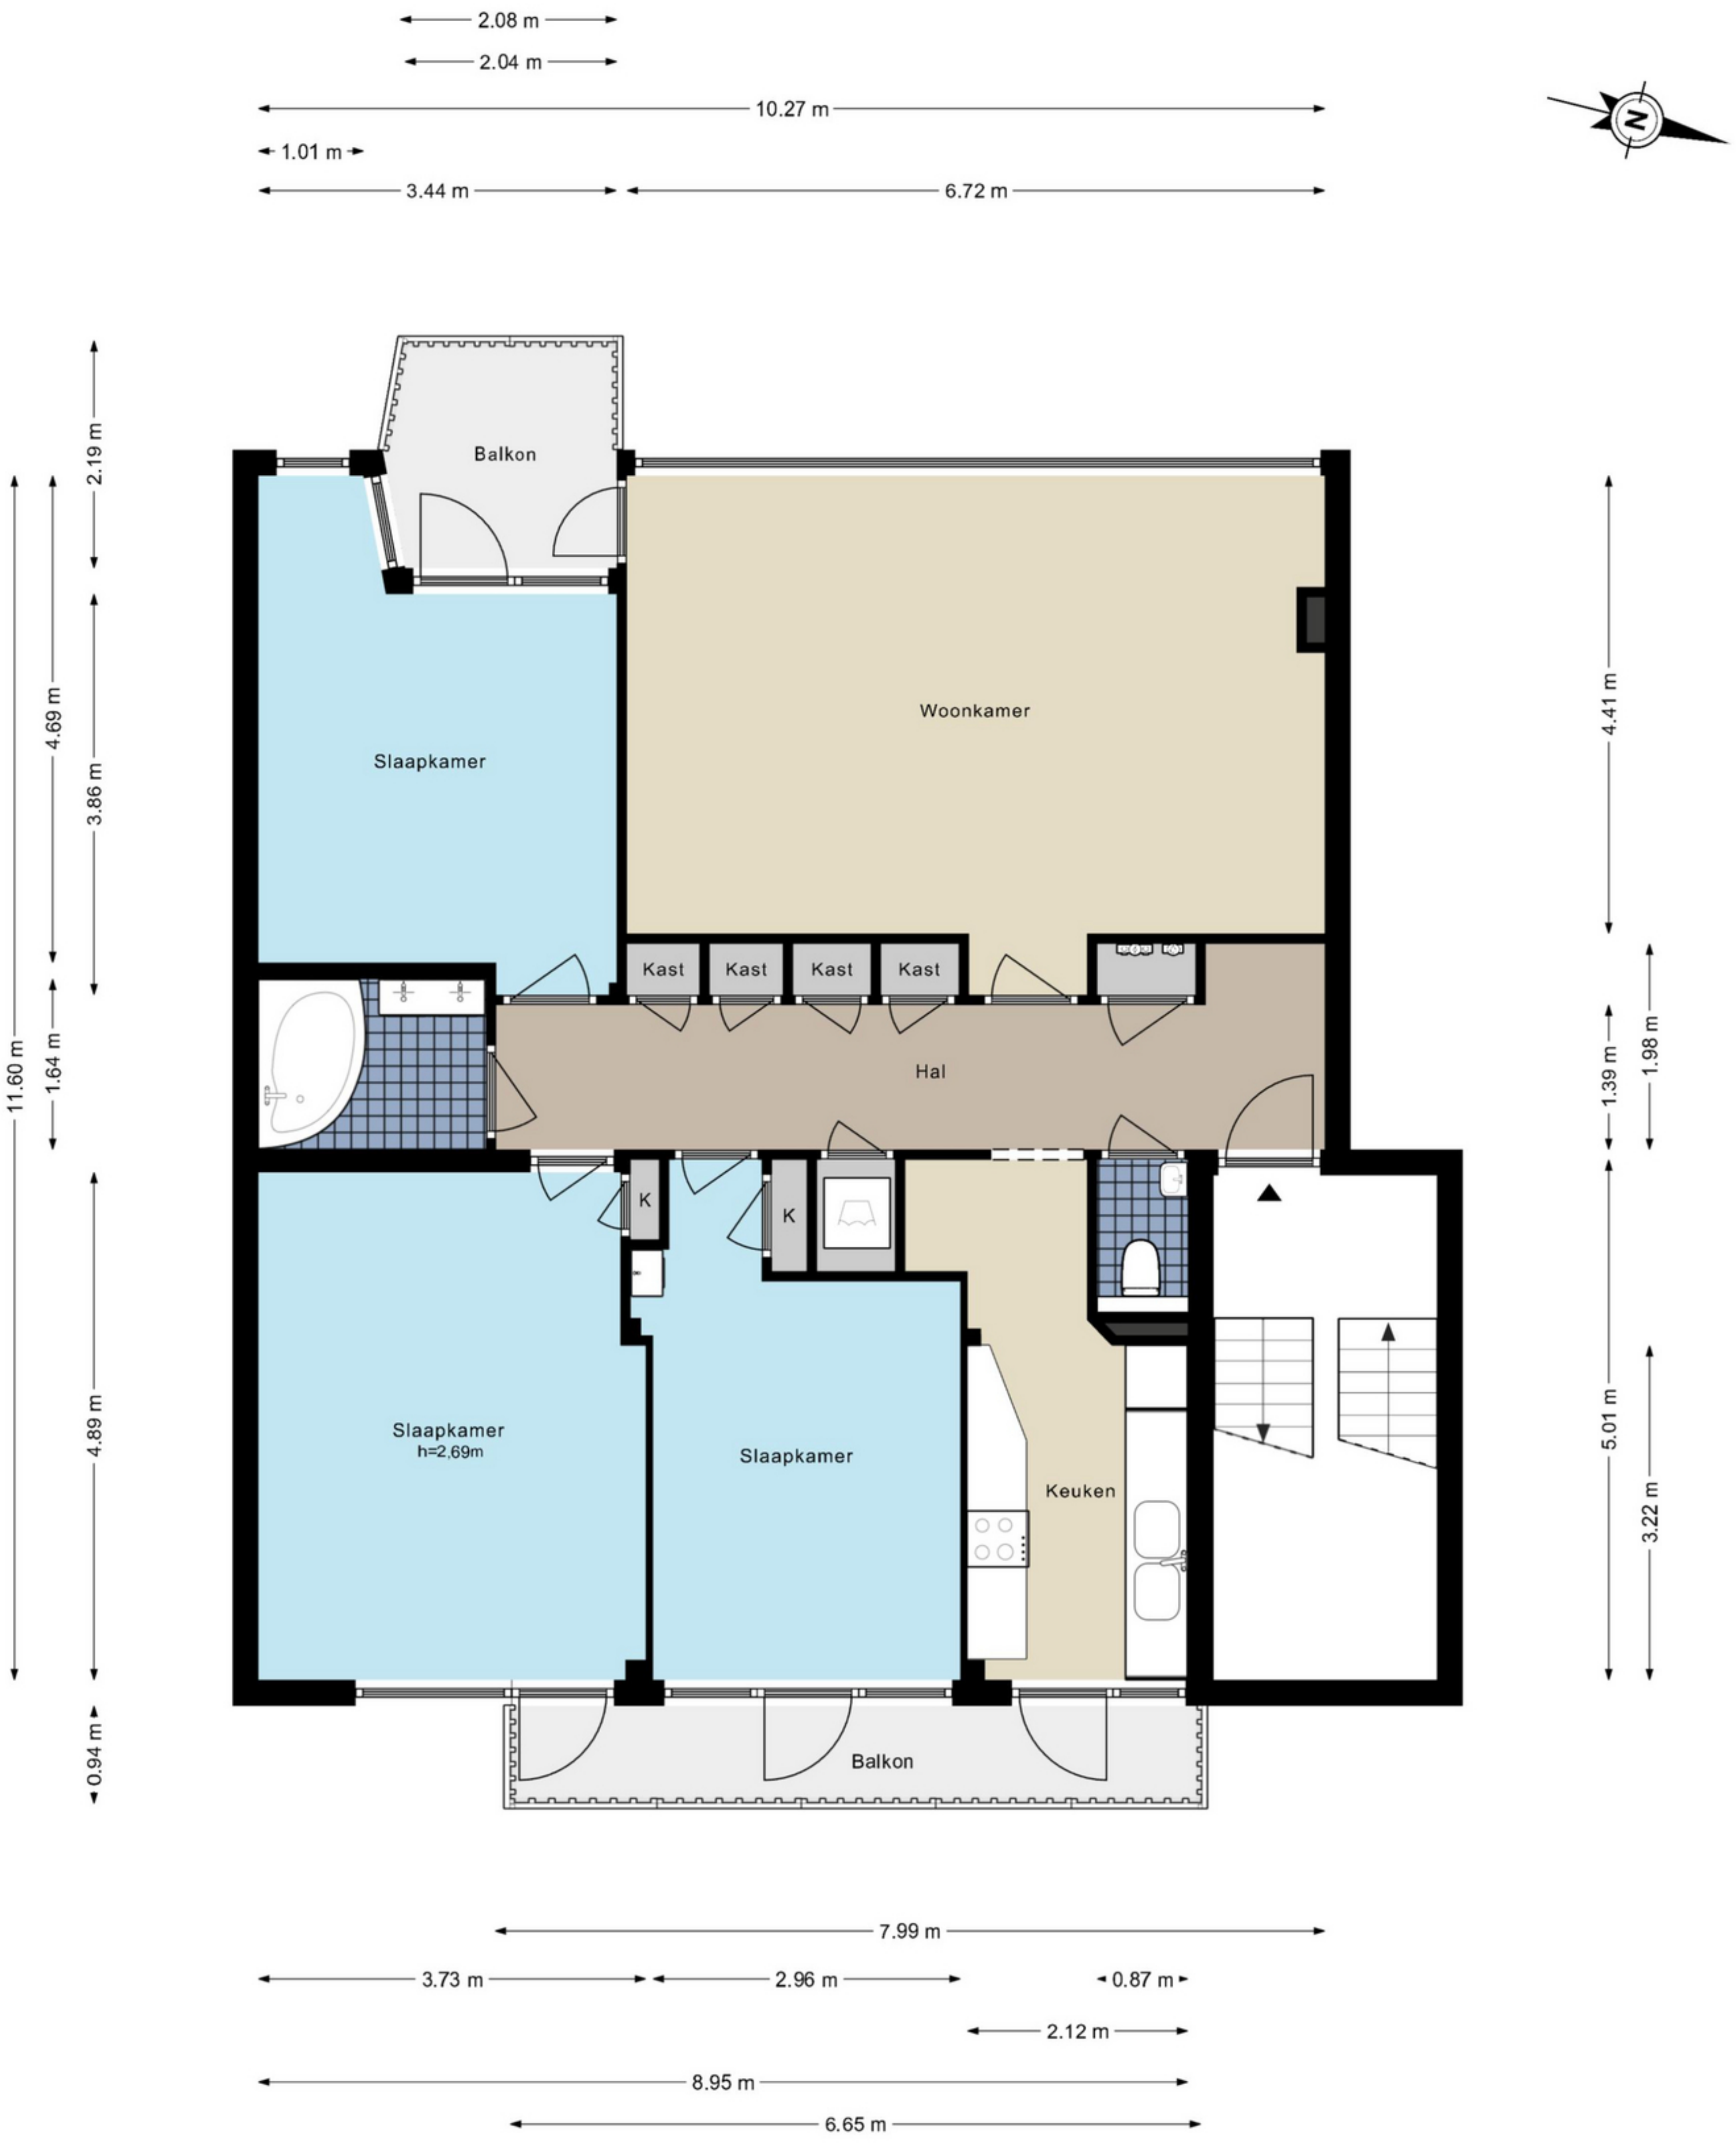 2.08 m
2.04 m
10.27 m
1.01 m
3.44 m
6.72 m
N
2.19 m
Balkon
4.69 m
3.86 m
4.41 m
Woonkamer
Slaapkamer
Kast
Kast
Kast
Kast
11.60 m
1.64 m
Hal
1.39 m
1.98 m
K
K
4.89 m
Slaapkamer
h=2,69m
Slaapkamer
Keuken
5.01 m
3.22 m
0.94 m
Balkon
7.99 m
3.73 m
2.96 m
0.87 m
2.12 m
8.95 m
6.65 m